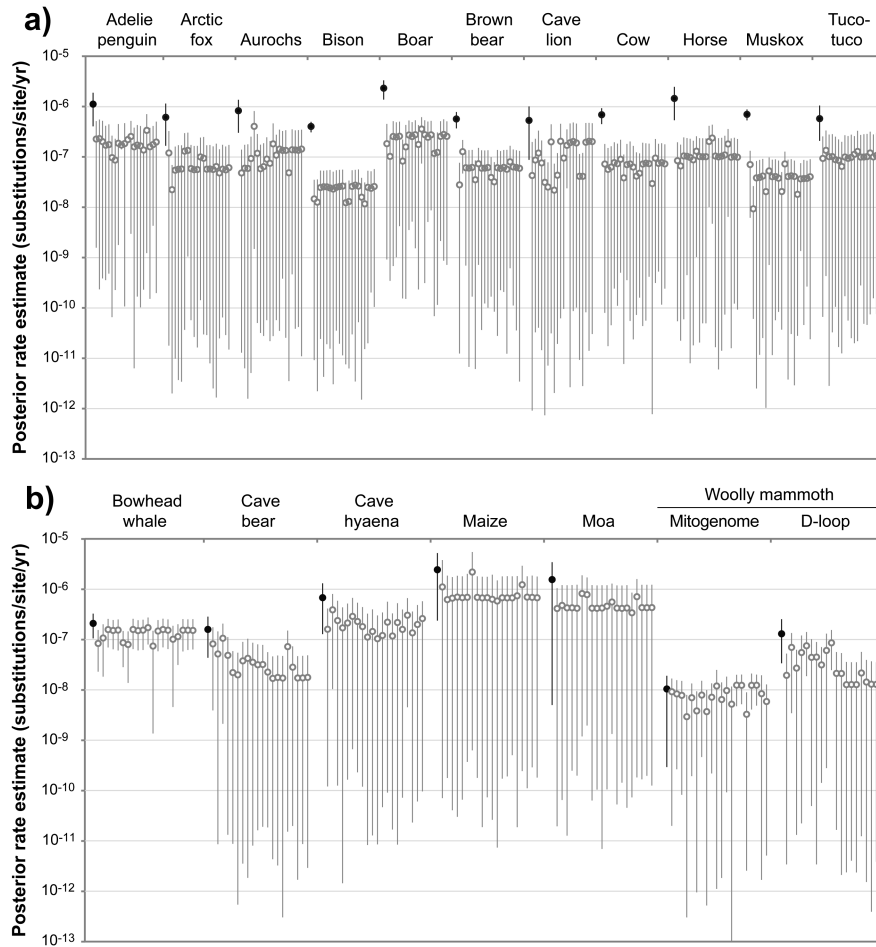 a)
Adelie penguin
Arctic fox
Aurochs
Bison
Boar
Brown bear
Cave lion
Cow
Horse
Muskox
Tuco-tuco
Posterior rate estimate (substitutions/site/yr)
10-5
10-6
10-7
10-8
10-9
10-10
10-11
10-12
10-13
b)
Bowhead whale
Cave bear
Cave hyaena
Maize
Moa
Woolly mammoth
Mitogenome
D-loop
Posterior rate estimate (substitutions/site/yr)
10-5
10-6
10-7
10-8
10-9
10-10
10-11
10-12
10-13